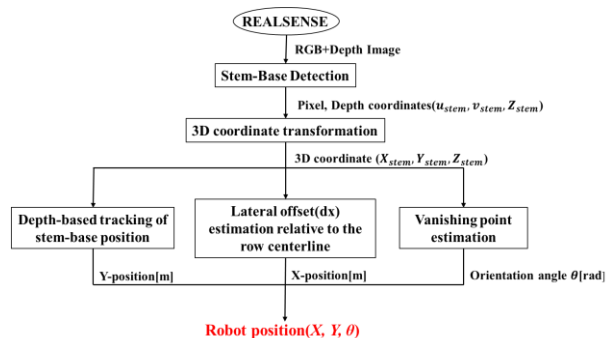 REALSENSE
RGB+Depth Image
Stem-Base Detection
Pixel, Depth coordinates(u_stem, v_stem, Z_stem)
3D coordinate transformation
3D coordinate (X_stem, Y_stem, Z_stem)
Depth-based tracking of
stem-base position
Lateral offset(dx)
estimation relative to
the row centerline
Vanishing point
estimation
Y-position[m]
X-position[m]
Orientation angle θ[rad]
Robot position(X, Y, θ)